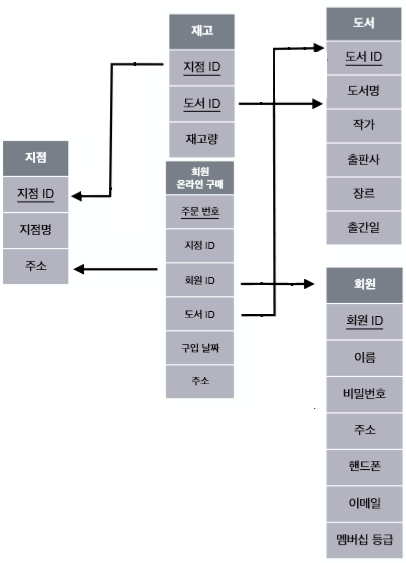 재고
지점 ID
도서 ID
재고량
지점
지점 ID
지점명
주소
회원
온라인 구매
주문 번호
지점 ID
회원 ID
도서 ID
구입 날짜
주소
도서
도서 ID
도서명
작가
출판사
장르
출간일
회원
회원 ID
이름
비밀번호
주소
핸드폰
이메일
멤버십 등급